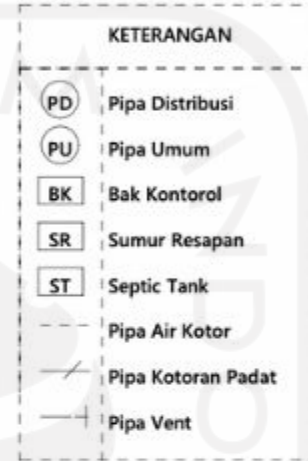 KETERANGAN
PD Pipa Distribusi
PU Pipa Umum
BK Bak Kontorol
SR Sumur Resapan
ST Septic Tank
Pipa Air Kotor
Pipa Kotoran Padat
Pipa Vent